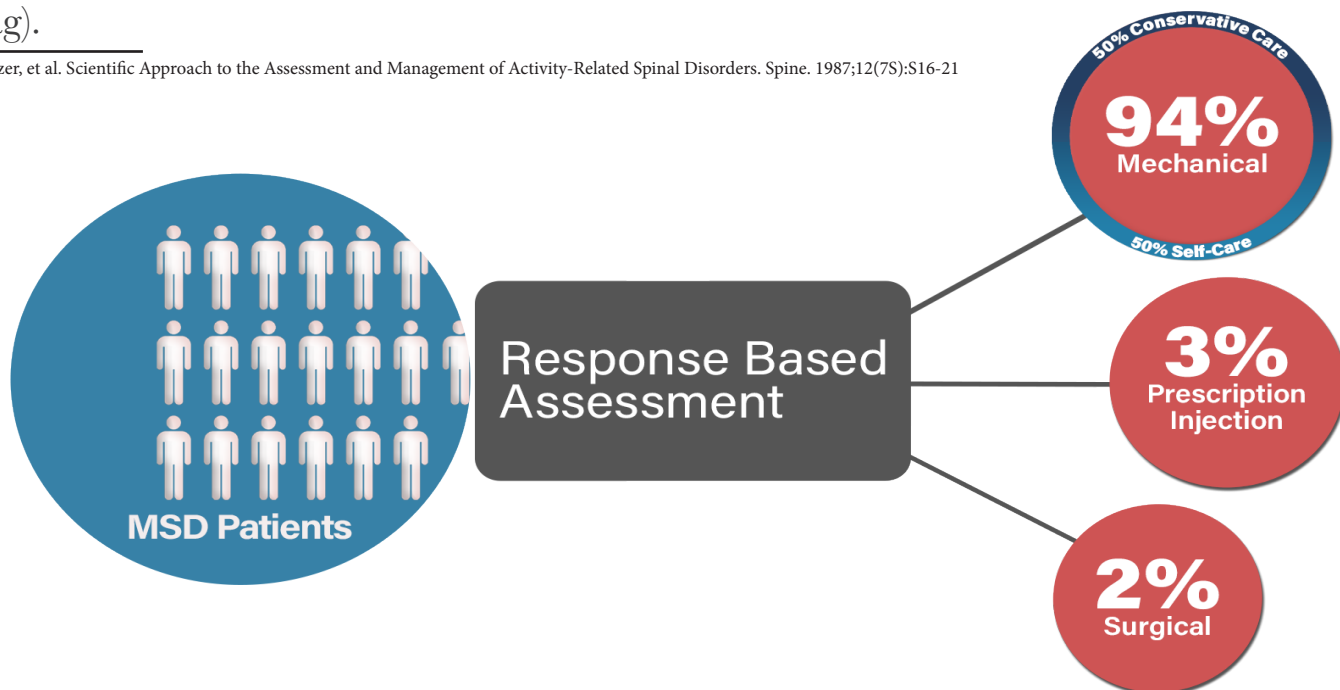 zer, et al. Scientific Approach to the Assessment and Management of Activity-Related Spinal Disorders. Spine. 1987;12(7S):S16-21
50% Conservative Care
94%
Mechanical
50% Self-Care
Response Based
Assessment
3%
Prescription
Injection
MSD Patients
2%
Surgical